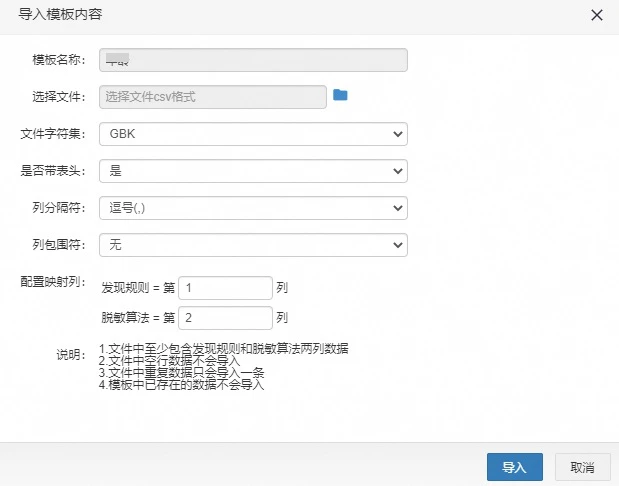 导入模板内容
模板名称:
选择文件: 选择文件csv格式
文件字符集: GBK
是否带表头: 是
列分隔符: 逗号(,)
列包围符: 无
配置映射列: 发现规则 = 第 1 列
脱敏算法 = 第 2 列
说明: 1.文件中至少包含发现规则和脱敏算法两列数据
2.文件中空行数据不会导入
3.文件中重复数据只会导入一条
4.模板中已存在的数据不会导入
导入 取消